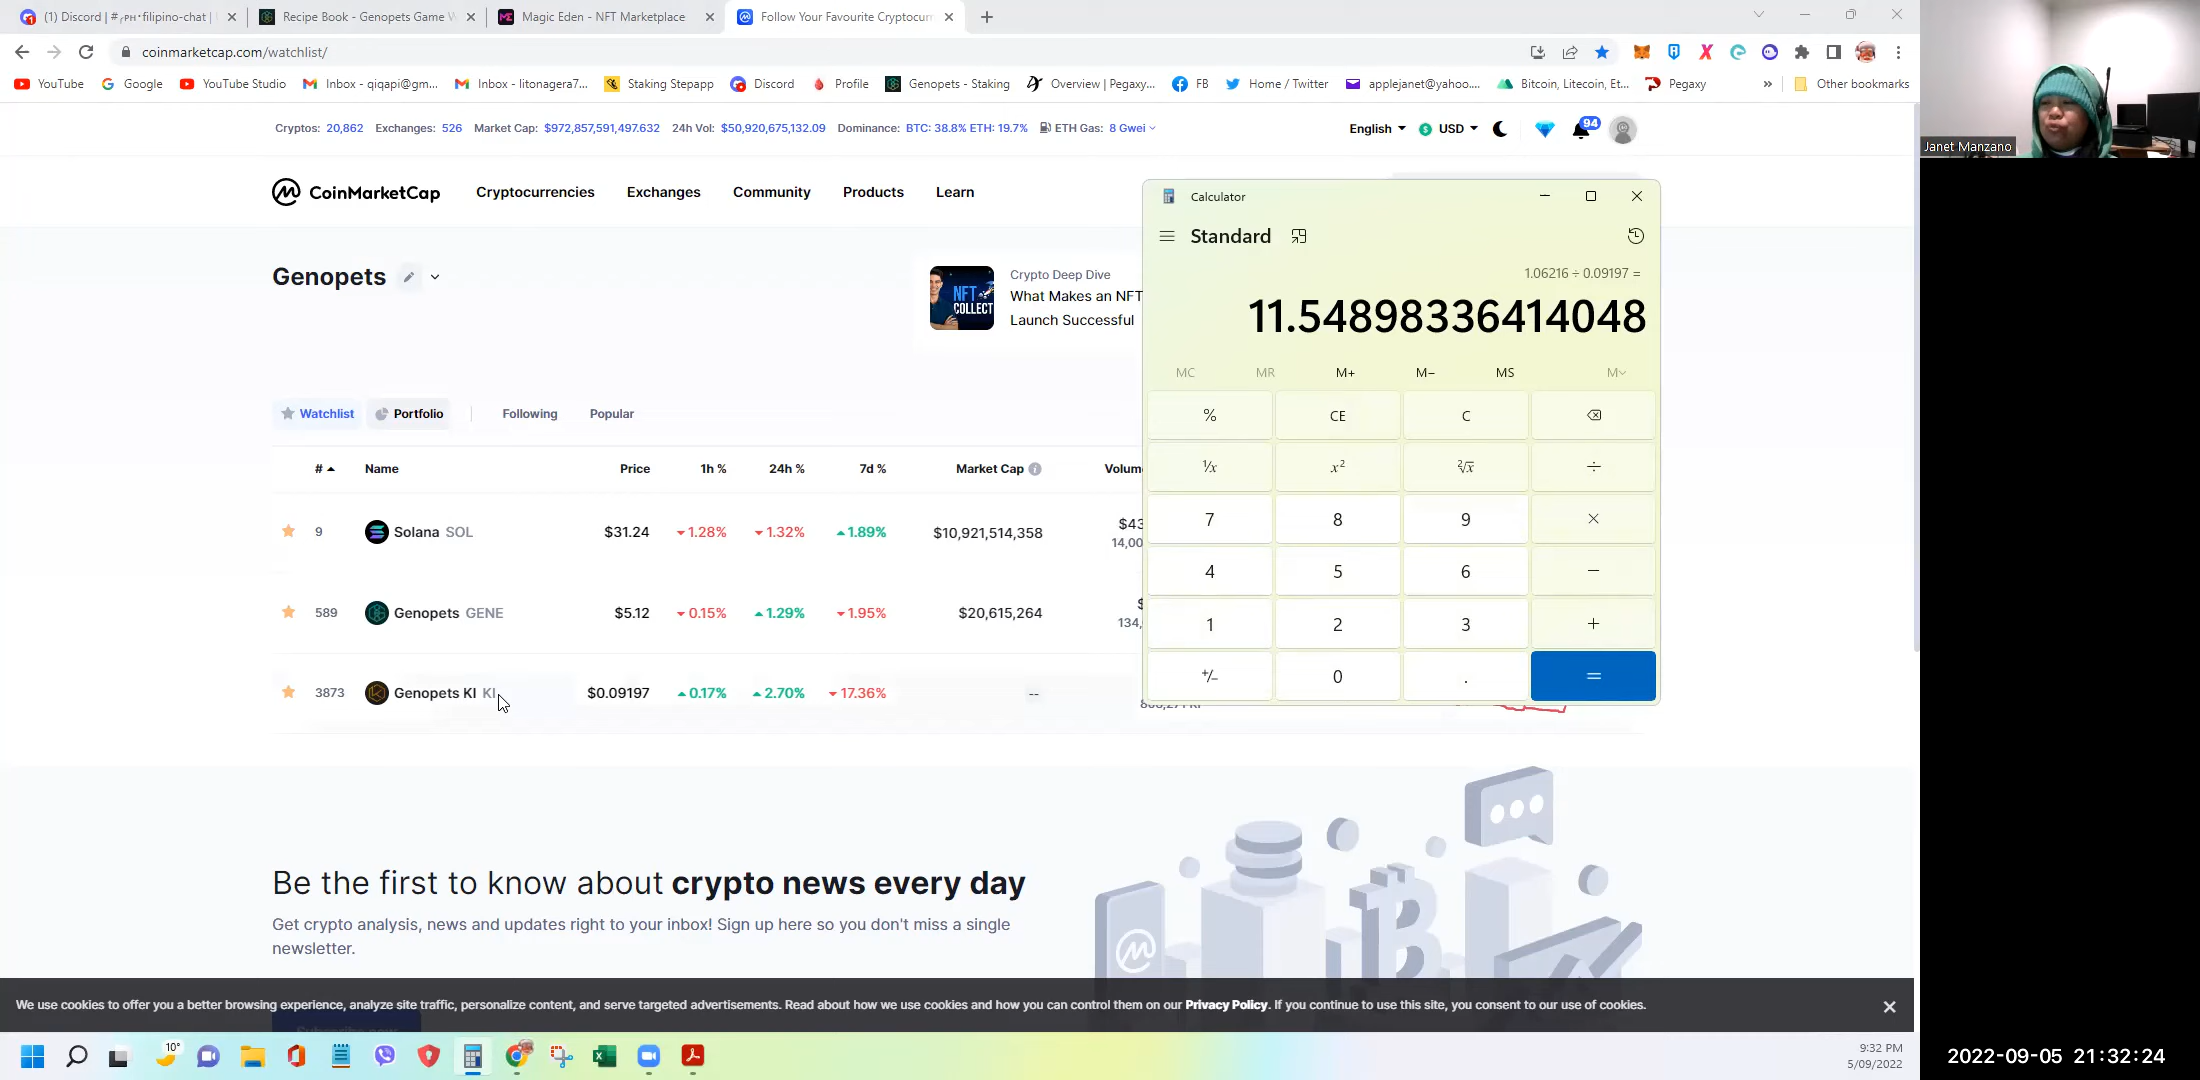 (1) Discord | # ┌PH・filipino-chat |
Recipe Book - Genopets Game W
Magic Eden - NFT Marketplace
Follow Your Favourite Cryptocurr
coinmarketcap.com/watchlist/
YouTube
Google
YouTube Studio
Inbox - qiqapi@gm...
Inbox - litonagera7...
Staking Stepapp
Discord
Profile
Genopets - Staking
Overview | Pegaxy...
FB
Home / Twitter
applejanet@yahoo....
Bitcoin, Litecoin, Et...
Pegaxy
»
Other bookmarks
Janet Manzano
Cryptos: 20,862 Exchanges: 526 Market Cap: $972,857,591,497.632 24h Vol: $50,920,675,132.09 Dominance: BTC: 38.8% ETH: 19.7% ETH Gas: 8 Gwei
English
USD
94
CoinMarketCap
Cryptocurrencies
Exchanges
Community
Products
Learn
Genopets
NFT
COLLECT
Crypto Deep Dive
What Makes an NFT
Launch Successful
Calculator
Standard
1.06216 ÷ 0.09197 =
11.54898336414048
MC MR M+ M− MS M
% CE C
⅟x x² ²√x ÷
7 8 9 ×
4 5 6 −
1 2 3 +
+/− 0 . =
Watchlist
Portfolio
Following
Popular
# Name Price 1h % 24h % 7d % Market Cap Volum
9 Solana SOL $31.24 1.28% 1.32% 1.89% $10,921,514,358 $43
14,00
589 Genopets GENE $5.12 0.15% 1.29% 1.95% $20,615,264 $
134,
3873 Genopets KI KI $0.09197 0.17% 2.70% 17.36% --
Be the first to know about crypto news every day
Get crypto analysis, news and updates right to your inbox! Sign up here so you don't miss a single
newsletter.
We use cookies to offer you a better browsing experience, analyze site traffic, personalize content, and serve targeted advertisements. Read about how we use cookies and how you can control them on our Privacy Policy. If you continue to use this site, you consent to our use of cookies.
10°
9:32 PM
5/09/2022
2022-09-05 21:32:24